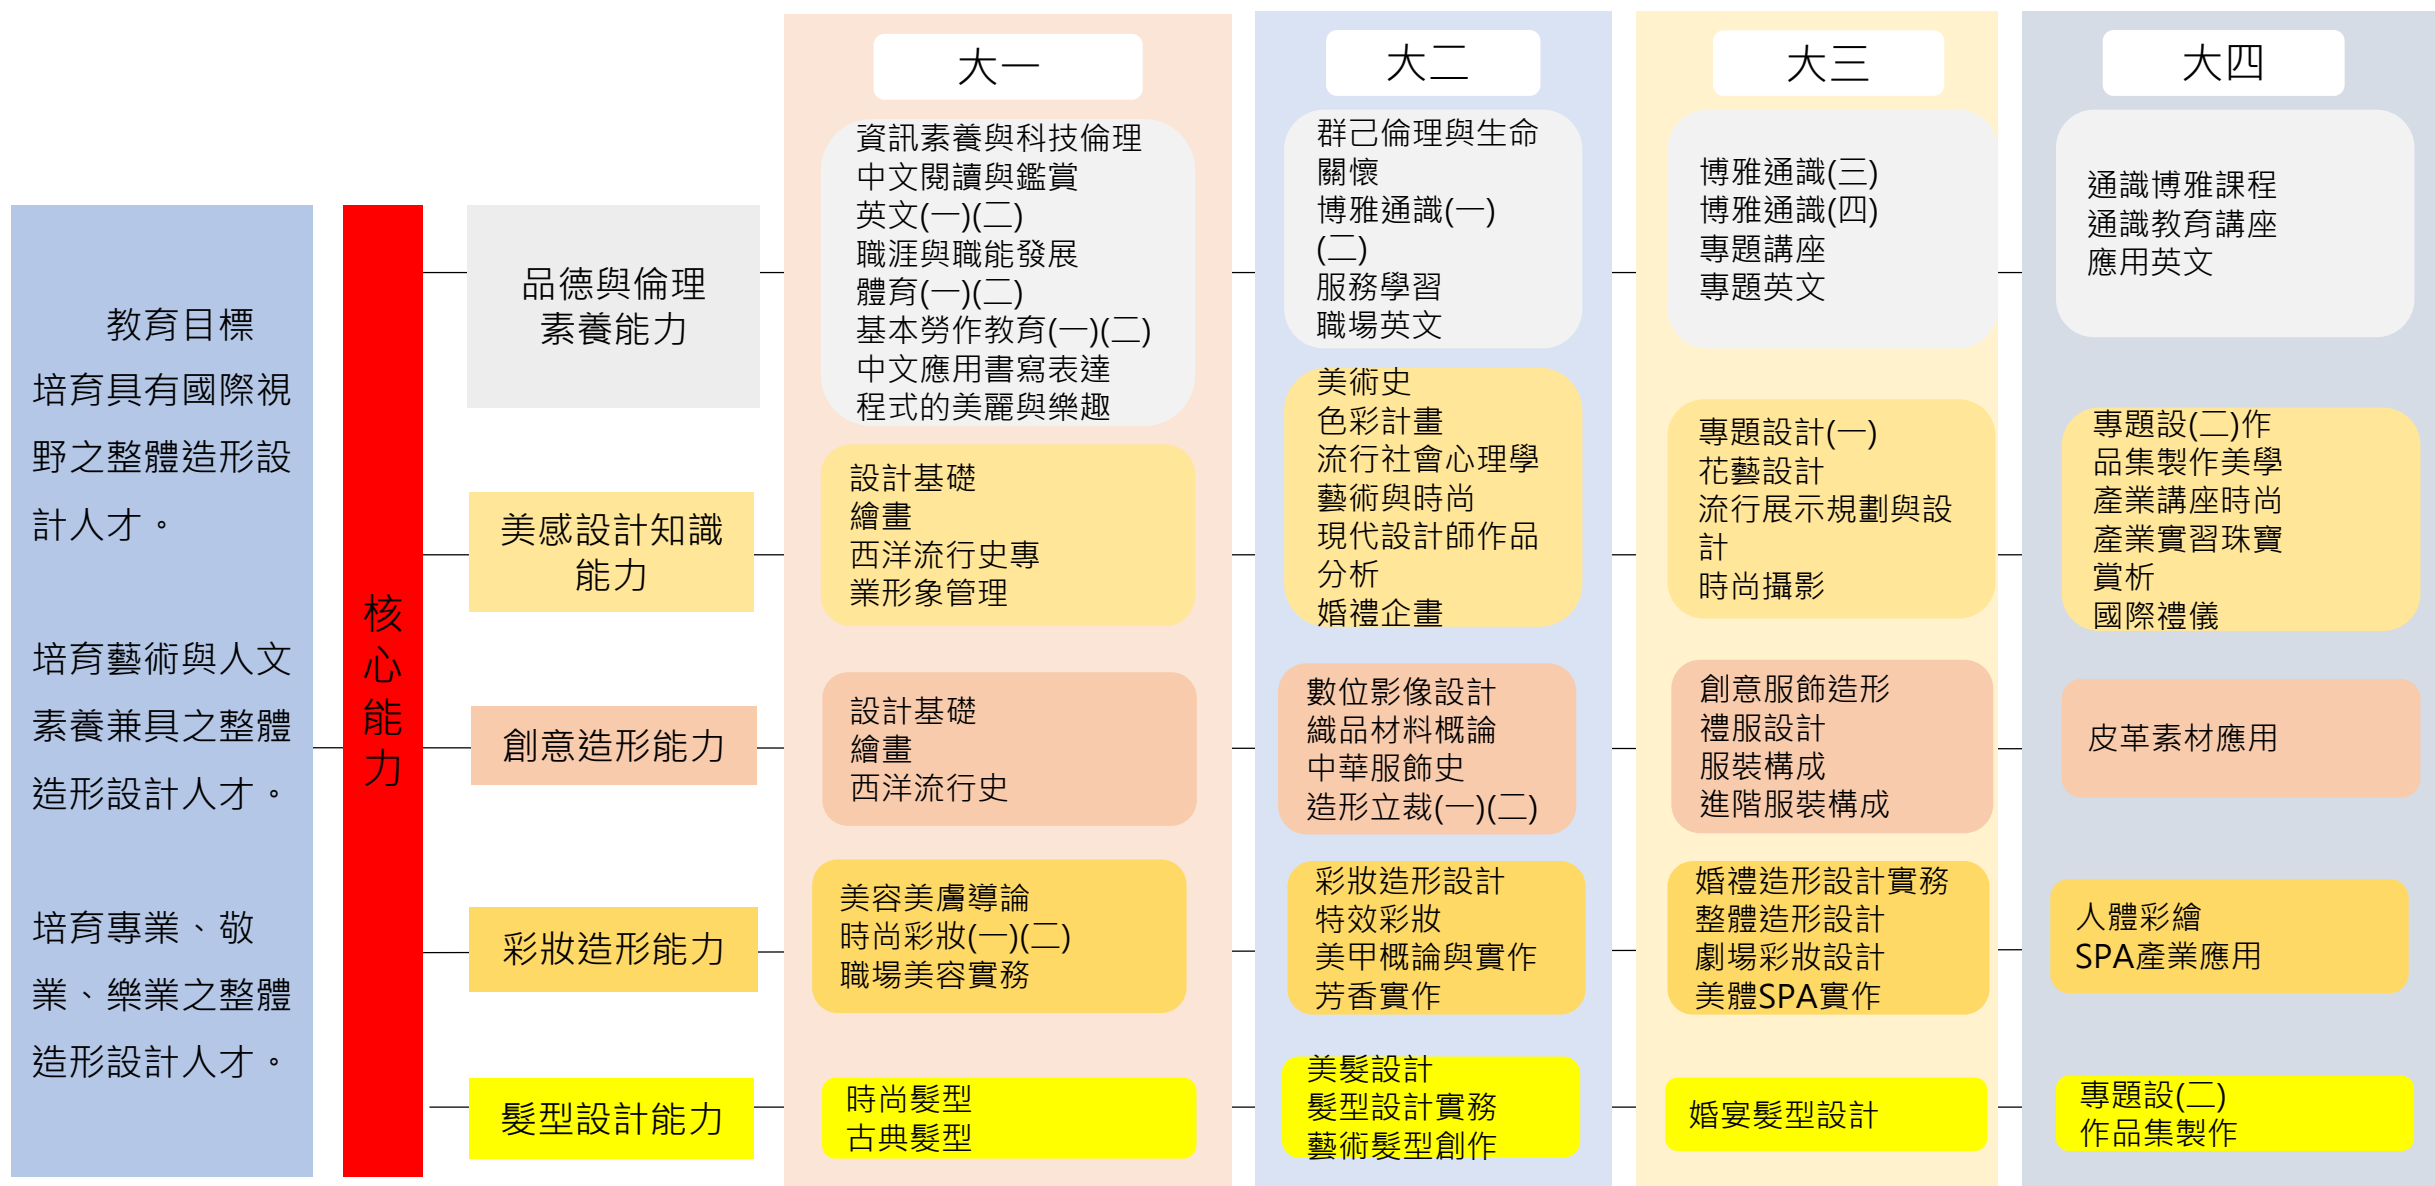 教育目標
培育具有國際視
野之整體造形設
計人才。
培育藝術與人文
素養兼具之整體
造形設計人才。
培育專業、敬
業、樂業之整體
造形設計人才。
核
心
能
力
品德與倫理
素養能力
美感設計知識
能力
創意造形能力
彩妝造形能力
髮型設計能力
大一
資訊素養與科技倫理
中文閱讀與鑑賞
英文(一)(二)
職涯與職能發展
體育(一)(二)
基本勞作教育(一)(二)
中文應用書寫表達
程式的美麗與樂趣
設計基礎
繪畫
西洋流行史專
業形象管理
設計基礎
繪畫
西洋流行史
美容美膚導論
時尚彩妝(一)(二)
職場美容實務
時尚髮型
古典髮型
大二
群己倫理與生命
關懷
博雅通識(一)
(二)
服務學習
職場英文
美術史
色彩計畫
流行社會心理學
藝術與時尚
現代設計師作品
分析
婚禮企畫
數位影像設計
織品材料概論
中華服飾史
造形立裁(一)(二)
彩妝造形設計
特效彩妝
美甲概論與實作
芳香實作
美髮設計
髮型設計實務
藝術髮型創作
大三
博雅通識(三)
博雅通識(四)
專題講座
專題英文
專題設計(一)
花藝設計
流行展示規劃與設
計
時尚攝影
創意服飾造形
禮服設計
服裝構成
進階服裝構成
婚禮造形設計實務
整體造形設計
劇場彩妝設計
美體SPA實作
婚宴髮型設計
大四
通識博雅課程
通識教育講座
應用英文
專題設(二)作
品集製作美學
產業講座時尚
產業實習珠寶
賞析
國際禮儀
皮革素材應用
人體彩繪
SPA產業應用
專題設(二)
作品集製作